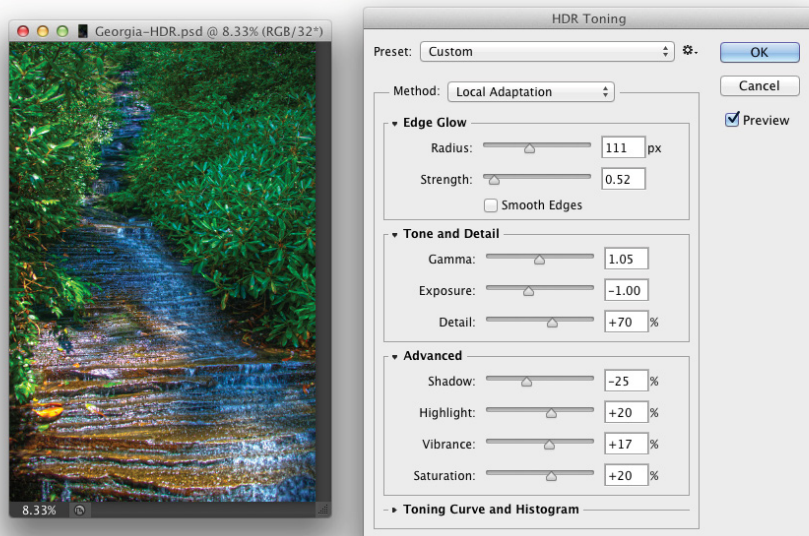 Georgia-HDR.psd @ 8.33% (RGB/32*)
8.33%
HDR Toning
Preset: Custom
OK
Method: Local Adaptation
Cancel
Preview
Edge Glow
Radius: 111 px
Strength: 0.52
Smooth Edges
Tone and Detail
Gamma: 1.05
Exposure: -1.00
Detail: +70 %
Advanced
Shadow: -25 %
Highlight: +20 %
Vibrance: +17 %
Saturation: +20 %
Toning Curve and Histogram